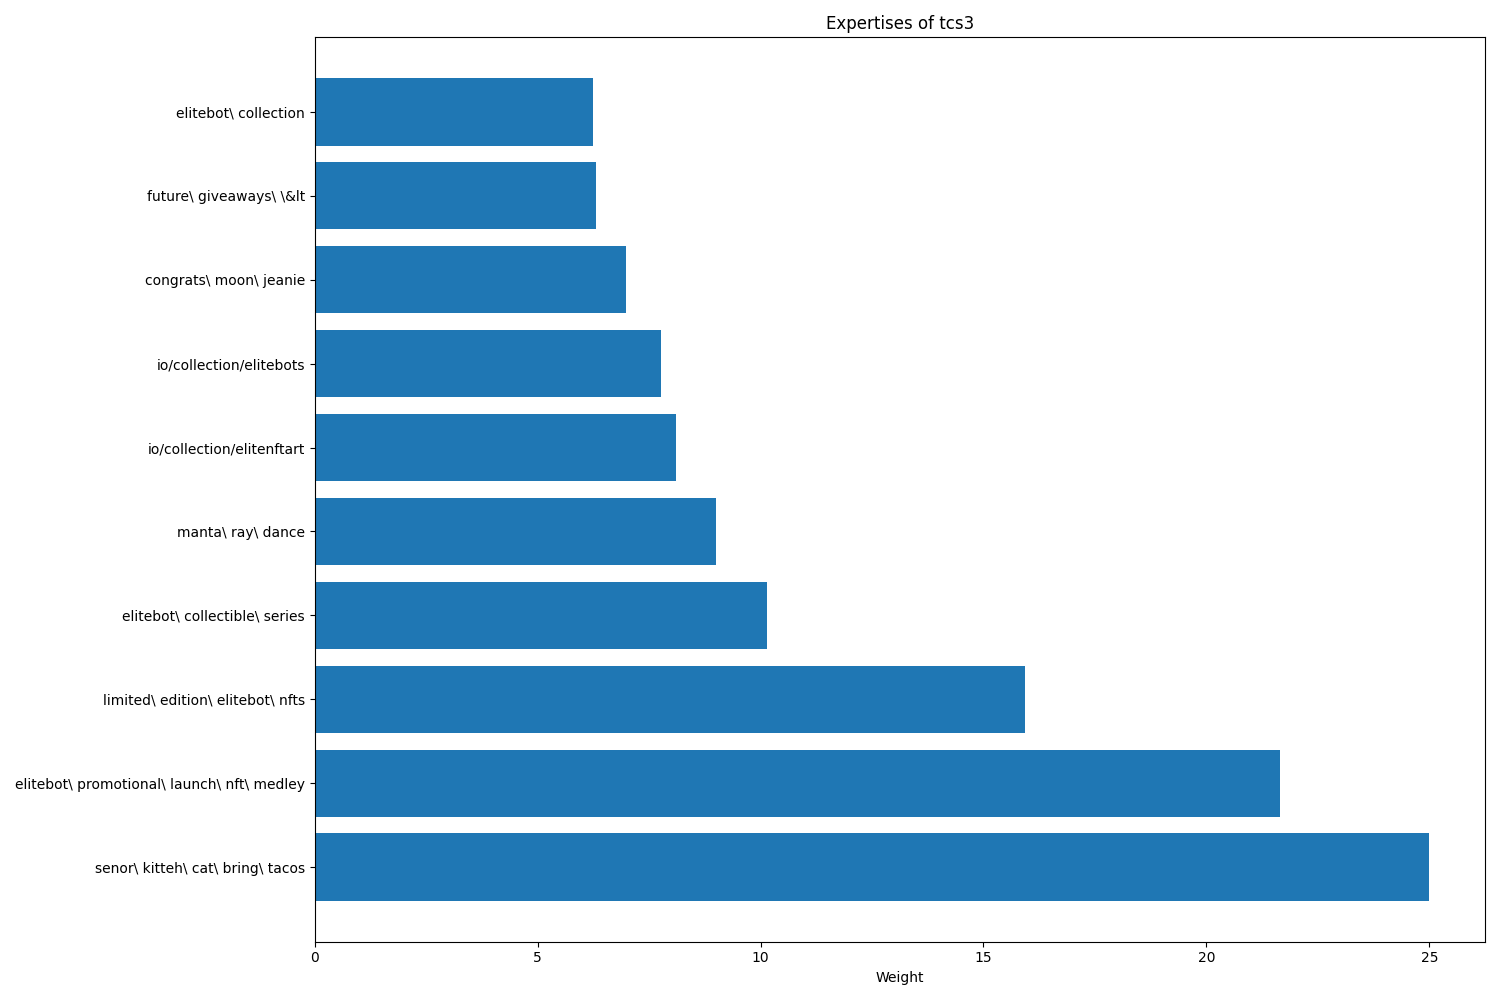 Expertises of tcs3
elitebot\ collection
future\ giveaways\ \&lt
congrats\ moon\ jeanie
io/collection/elitebots
io/collection/elitenftart
manta\ ray\ dance
elitebot\ collectible\ series
limited\ edition\ elitebot\ nfts
elitebot\ promotional\ launch\ nft\ medley
senor\ kitteh\ cat\ bring\ tacos
0 5 10 15 20 25
Weight